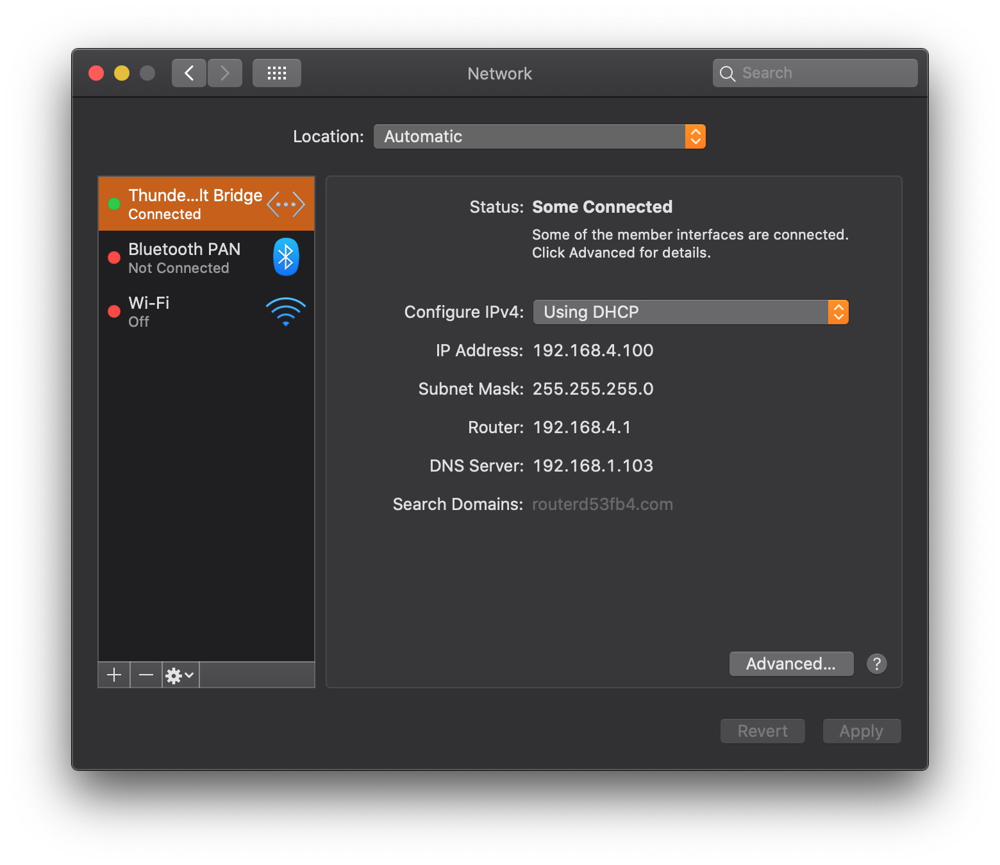 Network
Search
Location: Automatic
Thunde...lt Bridge
Connected
Bluetooth PAN
Not Connected
Wi-Fi
Off
Status: Some Connected
Some of the member interfaces are connected.
Click Advanced for details.
Configure IPv4: Using DHCP
IP Address: 192.168.4.100
Subnet Mask: 255.255.255.0
Router: 192.168.4.1
DNS Server: 192.168.1.103
Search Domains: routerd53fb4.com
Advanced... ?
Revert Apply